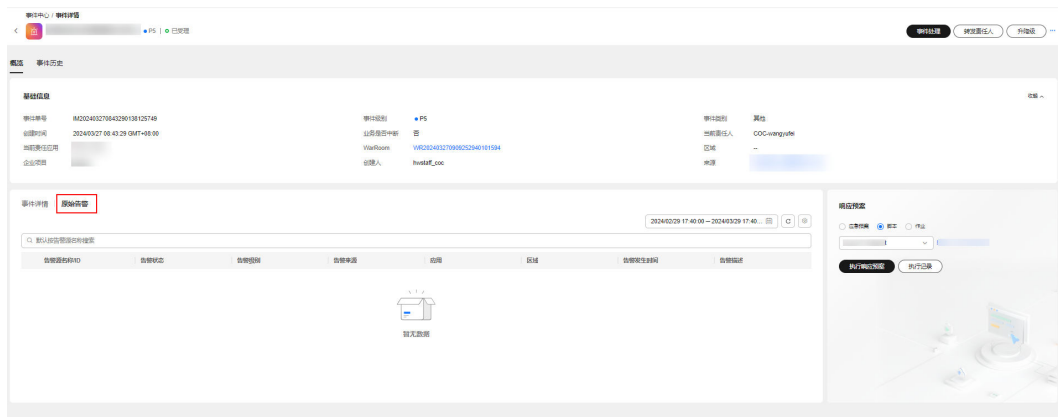 事件中心 / 事件详情
P5 | 已受理
事件处理 转发责任人 升降级
概览 事件历史
基础信息 收起
事件单号 IM20240327084329013​8125749 事件级别 P5 事件类别 其他
创建时间 2024/03/27 08:43:29 GMT+08:00 业务是否中断 否 当前责任人 COC-wangyufei
当前责任应用 WarRoom WR20240327090925294​0101594 区域 --
企业项目 创建人 hwstaff_coc 来源
事件详情 原始告警
响应预案
2024/02/29 17:40:00 – 2024/03/29 17:40...
应急预案 脚本 作业
默认按告警源名称搜索
告警源名称/ID 告警状态 告警级别 告警来源 应用 区域 告警发生时间 告警描述
执行响应预案 执行记录
暂无数据